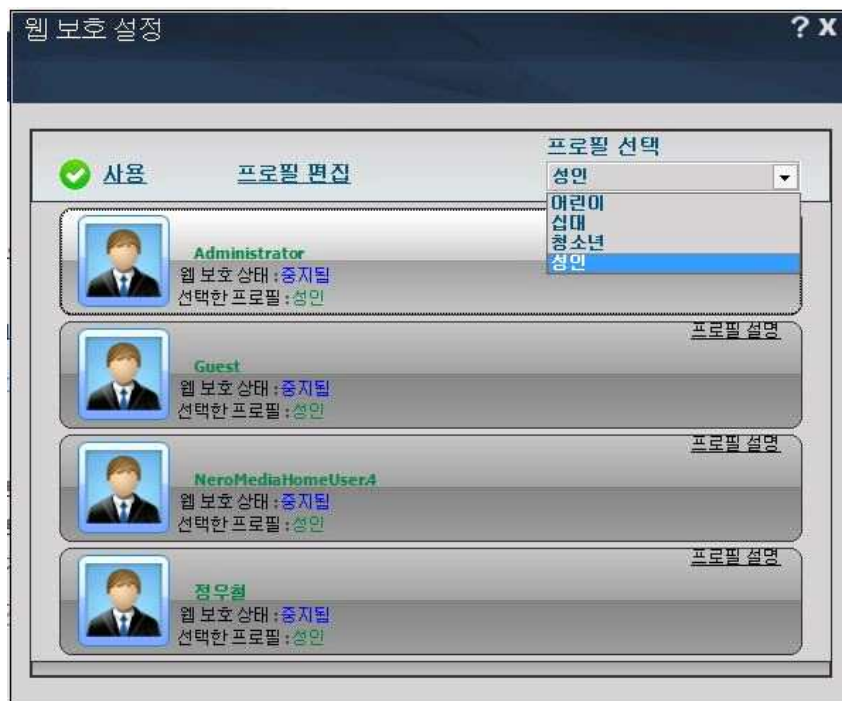 웹 보호 설정
? X
프로필 선택
사용 프로필 편집 성인
어린이
십대
청소년
성인
Administrator
웹 보호 상태 : 중지됨
선택한 프로필 : 성인
프로필 설명
Guest
웹 보호 상태 : 중지됨
선택한 프로필 : 성인
프로필 설명
NeroMediaHomeUser.4
웹 보호 상태 : 중지됨
선택한 프로필 : 성인
프로필 설명
정우철
웹 보호 상태 : 중지됨
선택한 프로필 : 성인